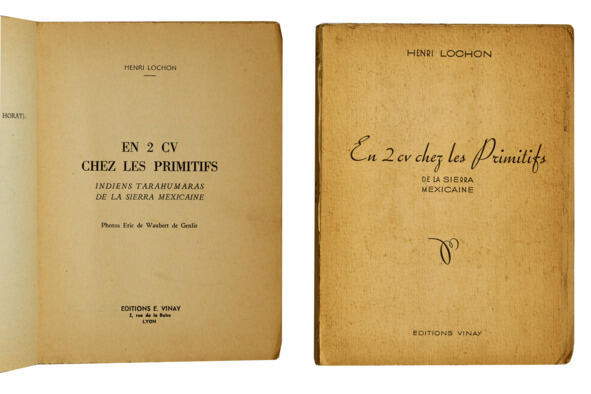 HORAY).
HENRI LOCHON
EN 2 CV
CHEZ LES PRIMITIFS
INDIENS TARAHUMARAS
DE LA SIERRA MEXICAINE
Photos Eric de Waubert de Genlis
EDITIONS E. VINAY
2, rue de la Baïse
LYON
HENRI LOCHON
En 2 cv chez les Primitifs
DE LA SIERRA
MEXICAINE
EDITIONS VINAY